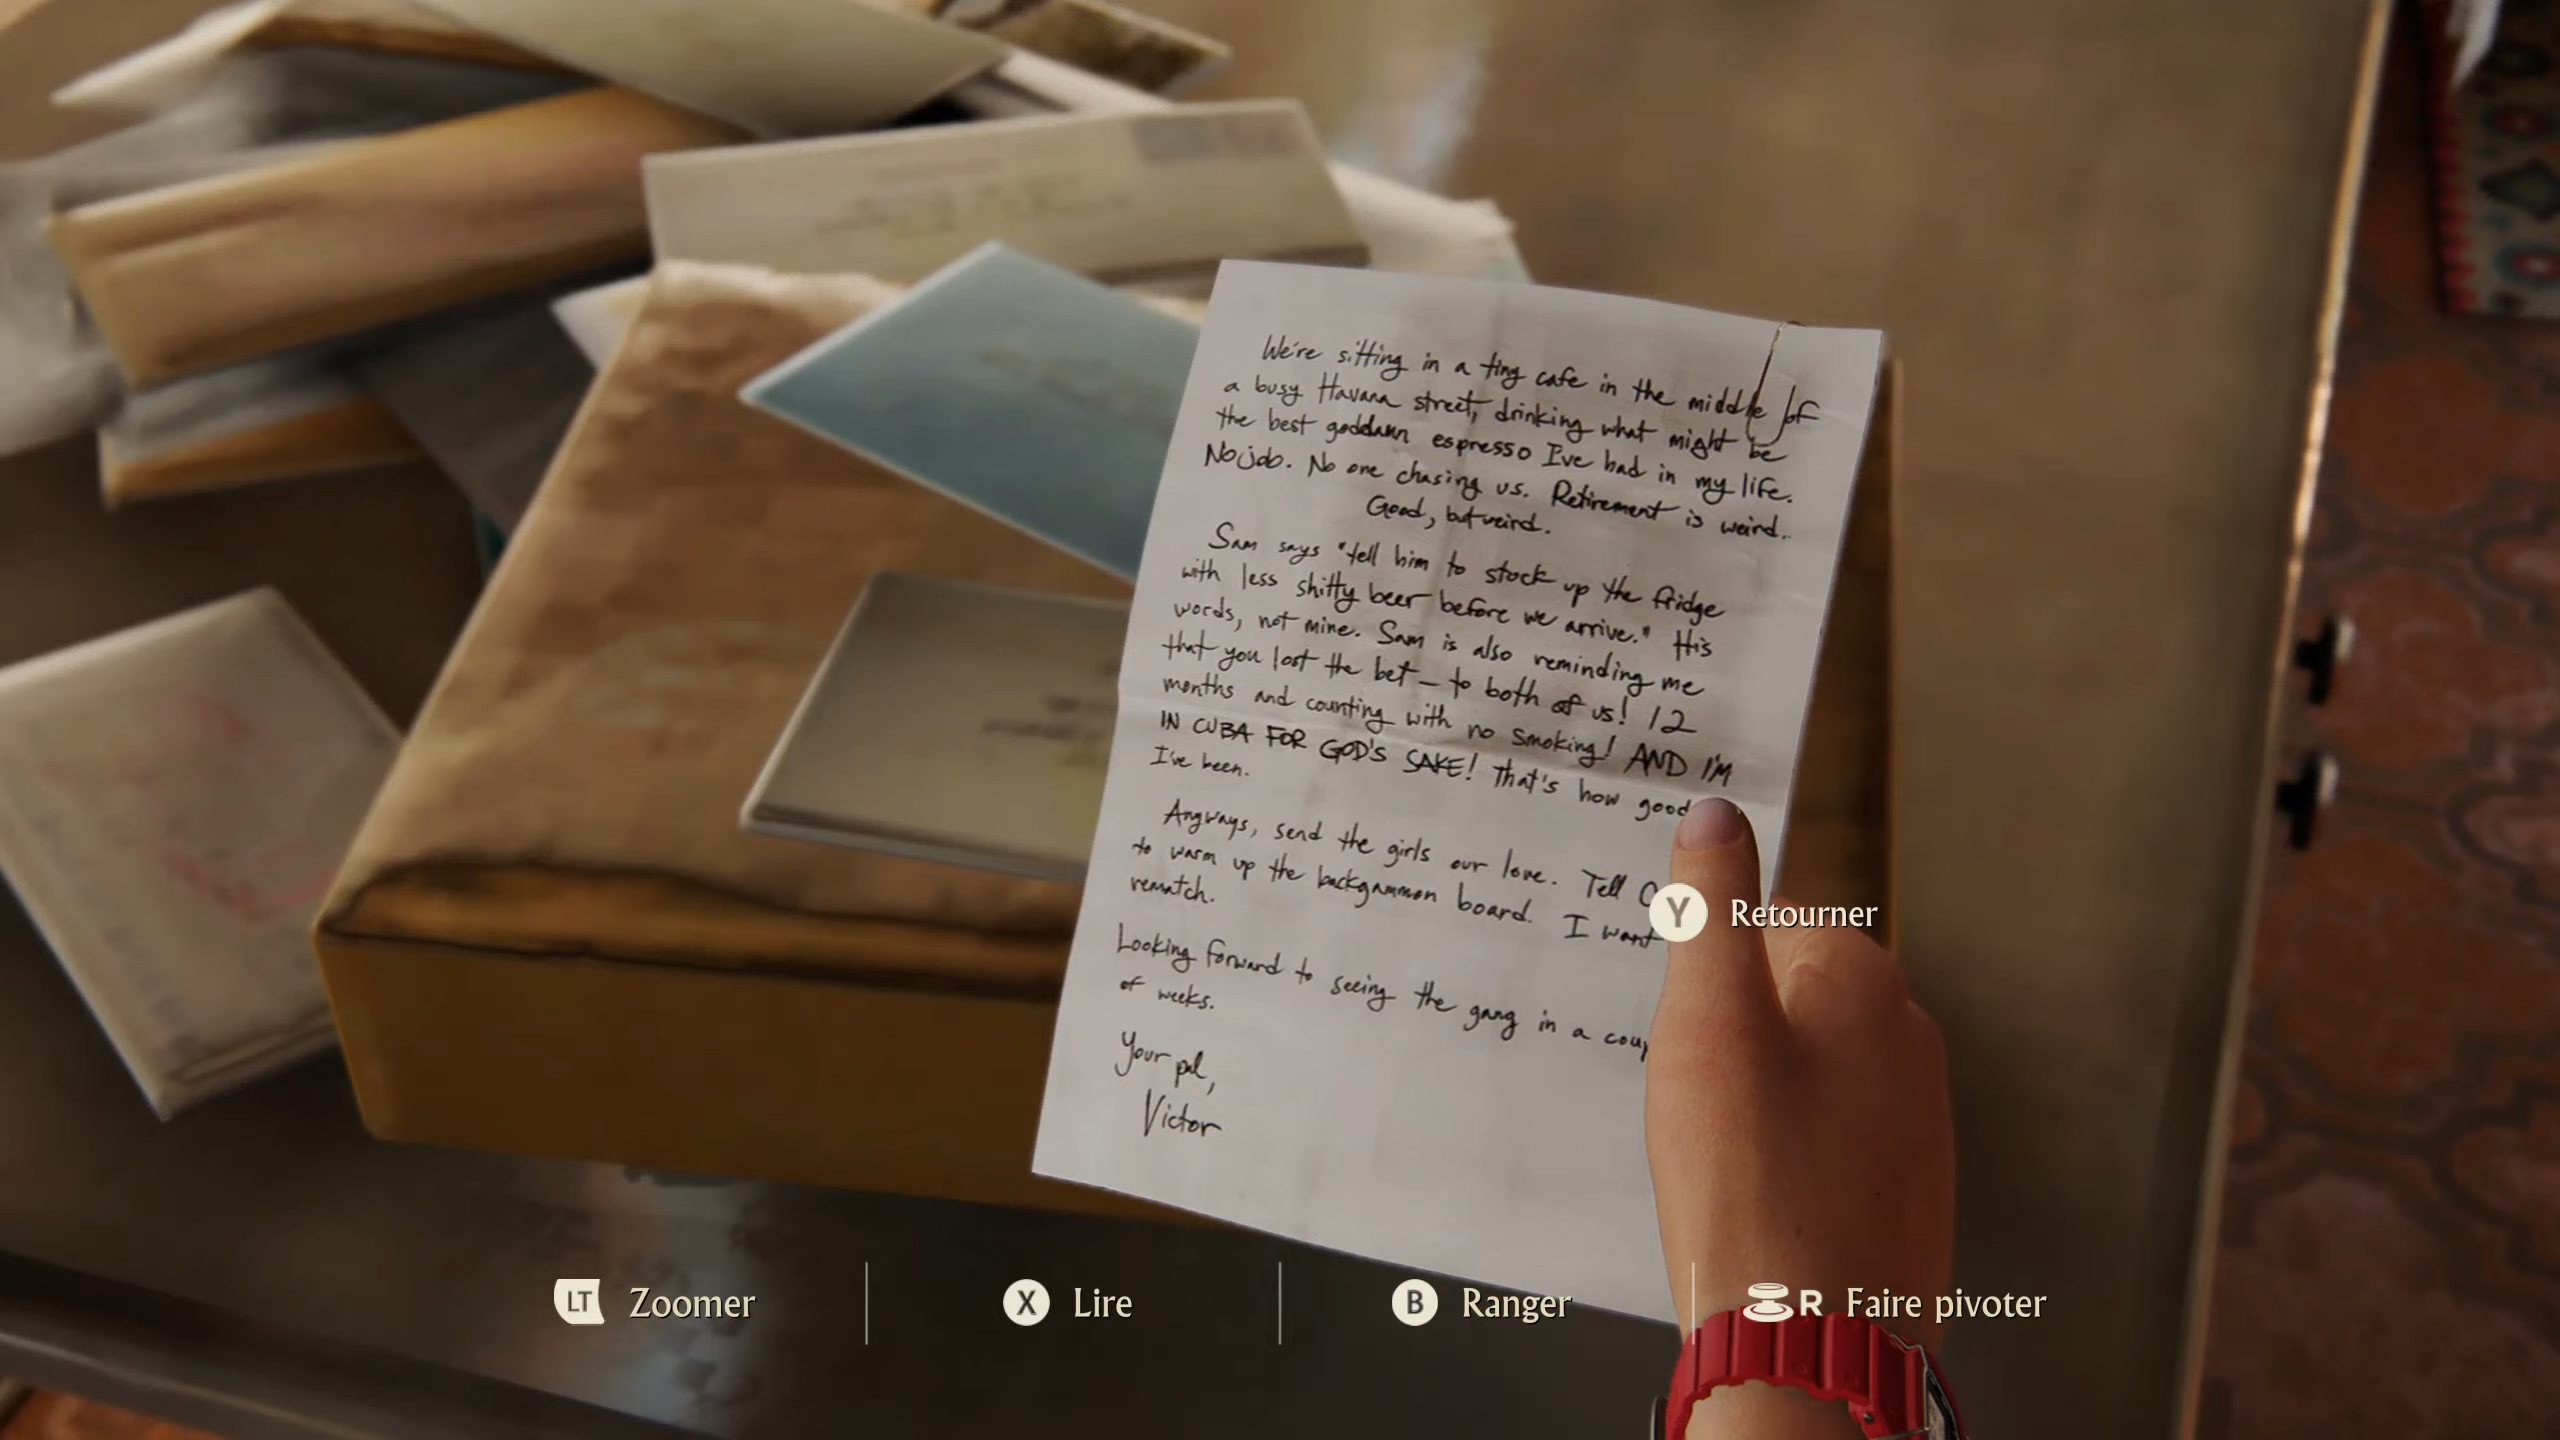 We're sitting in a tiny cafe in the middle of
a busy Havana street, drinking what might be
the best goddamn espresso I've had in my life.
No job. No one chasing us. Retirement is weird.
Good, but weird.
Sam says "tell him to stock up the fridge
with less shitty beer before we arrive." His
words, not mine. Sam is also reminding me
that you lost the bet – to both of us! 12
months and counting with no smoking! AND I'M
IN CUBA FOR GOD'S SAKE! That's how good
I've been.
Anyways, send the girls our love. Tell
to warm up the backgammon board. I want
rematch.
Looking forward to seeing the gang in a
of weeks.
Your pal,
Victor
Y Retourner
LT Zoomer
X Lire
B Ranger
R Faire pivoter